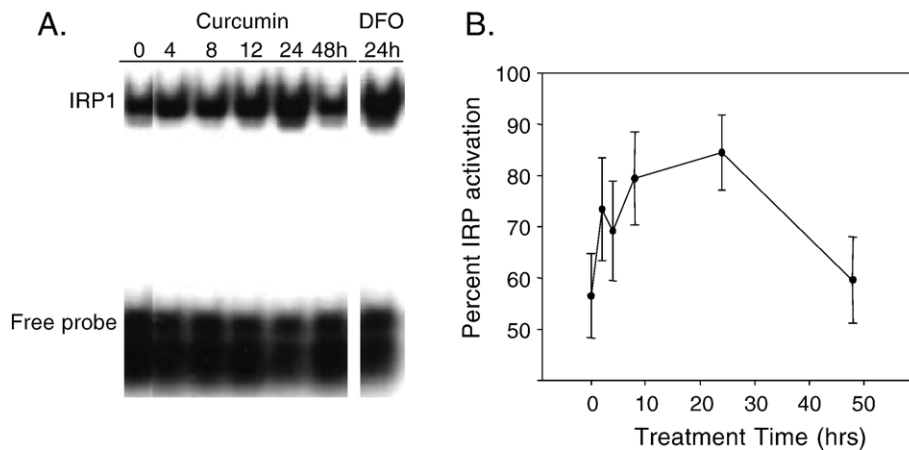 A.
Curcumin DFO
0 4 8 12 24 48h 24h
IRP1
Free probe
B.
Percent IRP activation
100
90
80
70
60
50
0 10 20 30 40 50
Treatment Time (hrs)